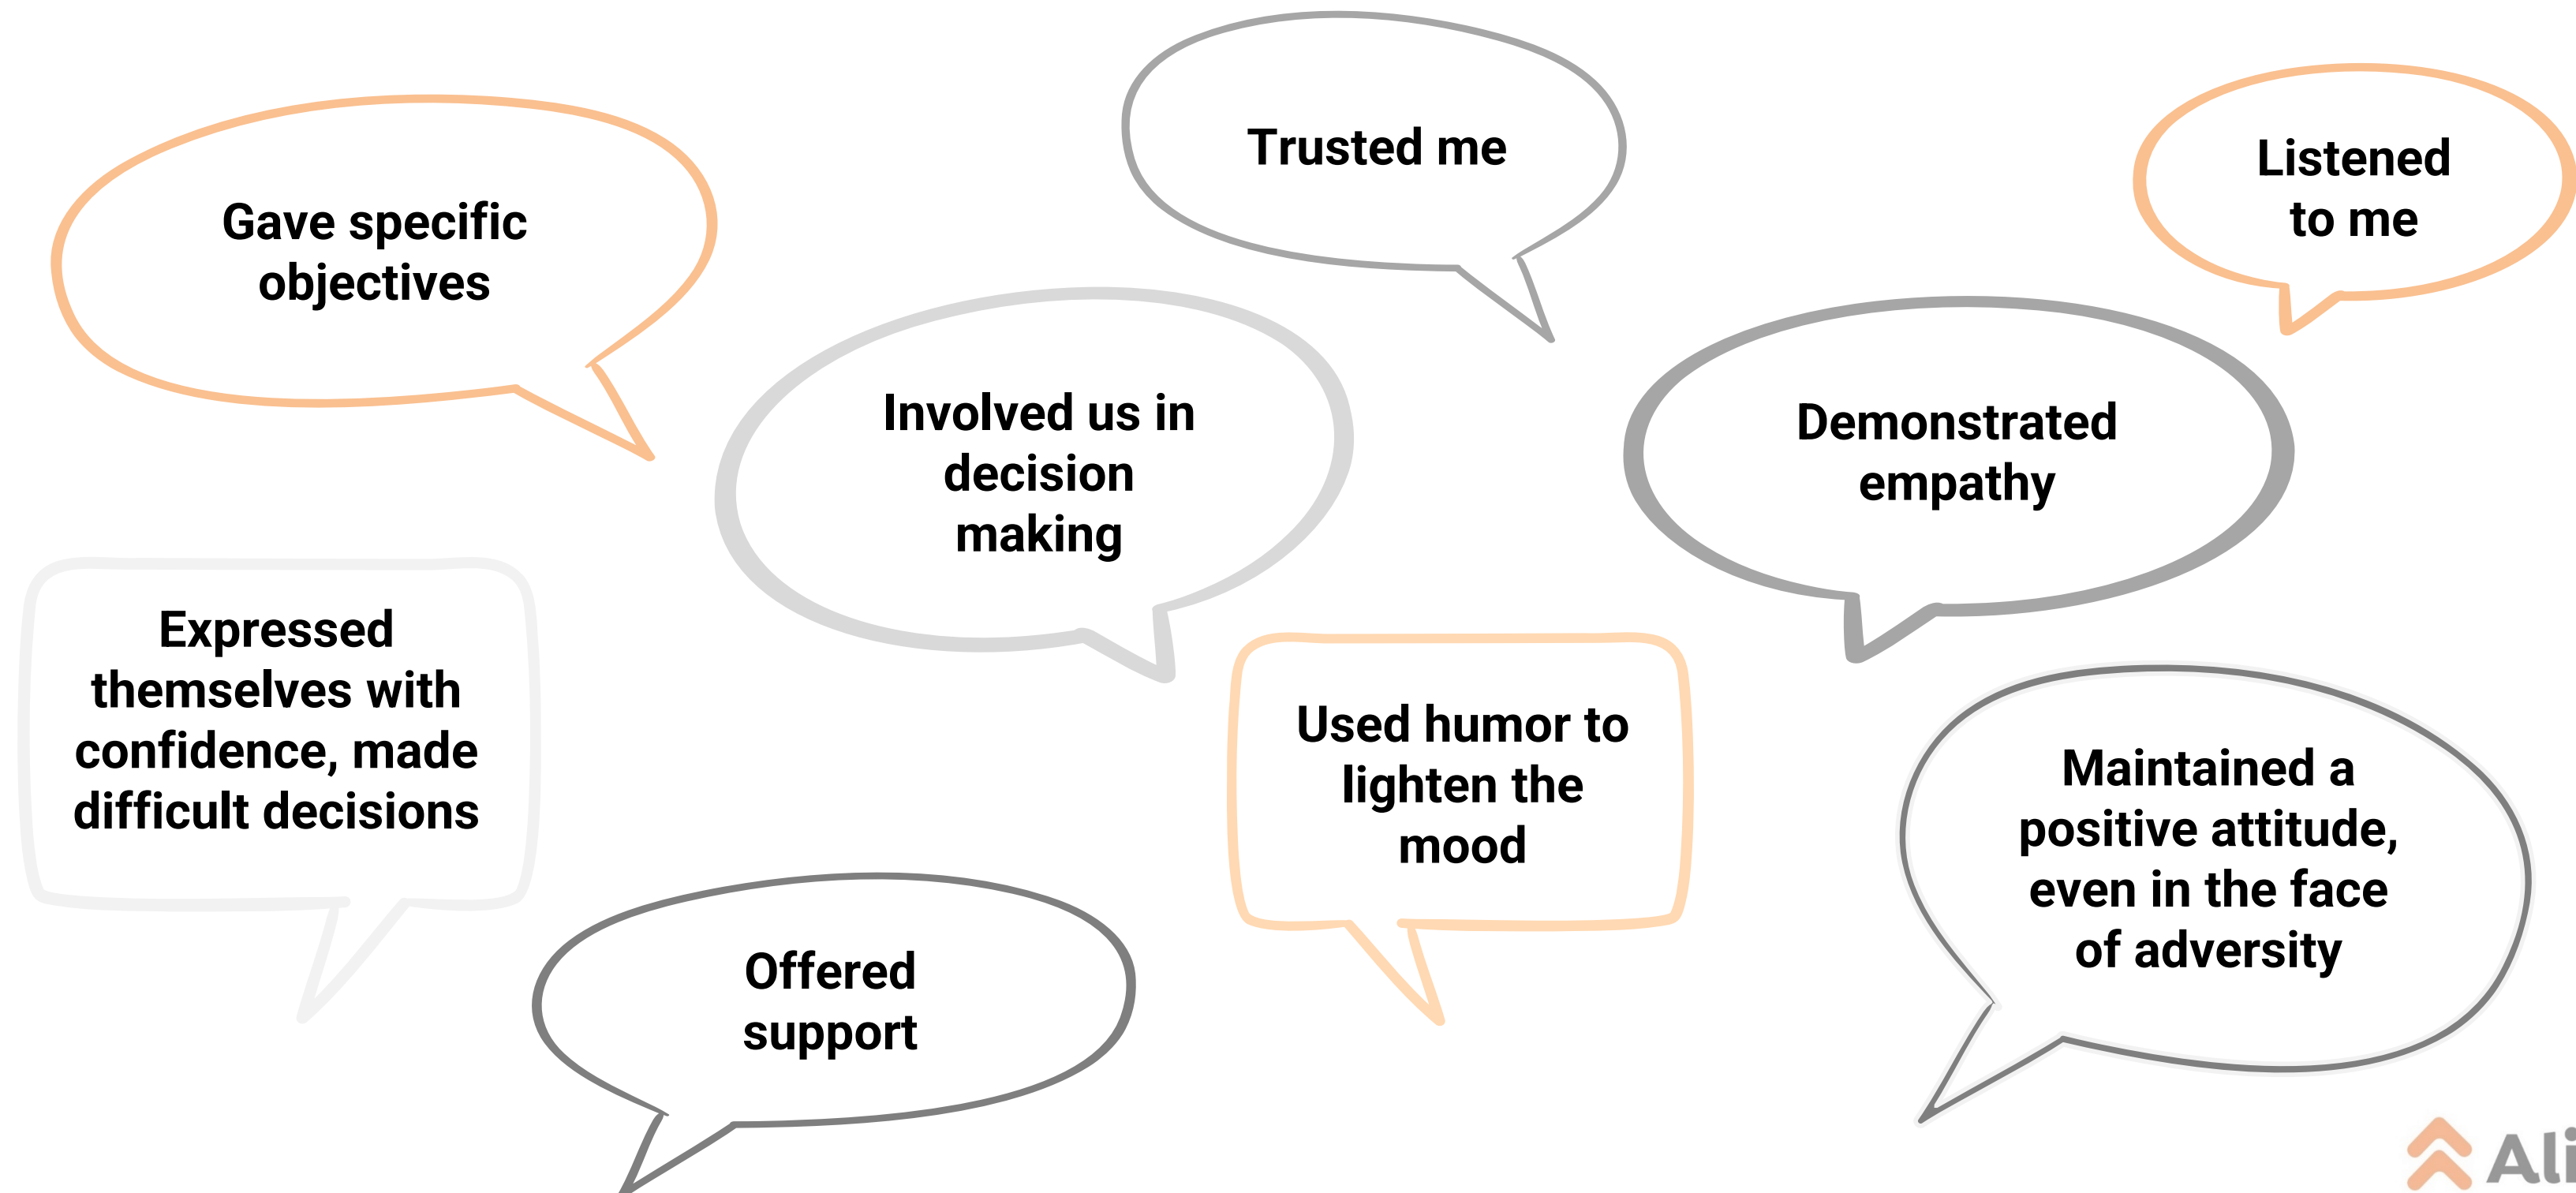 Trusted me
Listened
to me
Gave specific
objectives
Involved us in
decision
making
Demonstrated
empathy
Expressed
themselves with
confidence, made
difficult decisions
Used humor to
lighten the
mood
Maintained a
positive attitude,
even in the face
of adversity
Offered
support